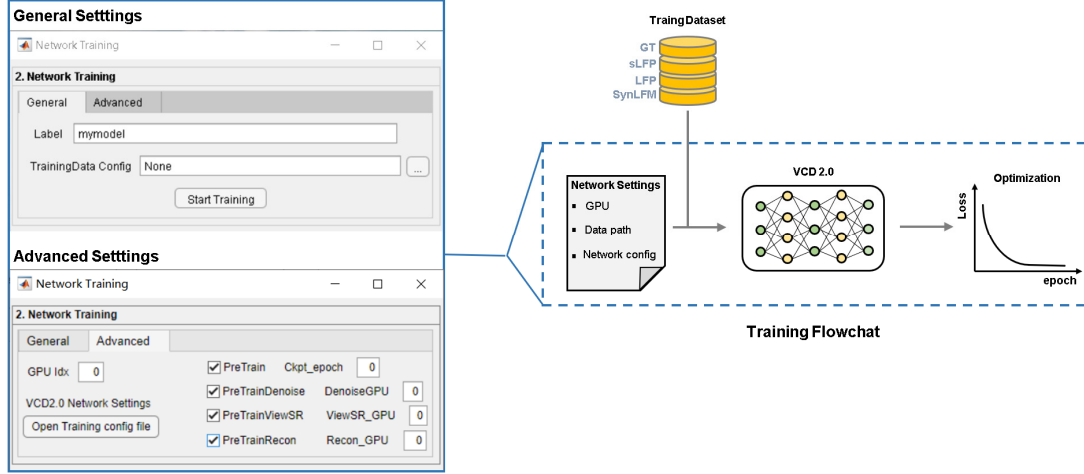 General Setttings
Network Training
2. Network Training
General Advanced
Label mymodel
TrainingData Config None ...
Start Training
Advanced Setttings
Network Training
2. Network Training
General Advanced
GPU Idx 0
VCD2.0 Network Settings
Open Training config file
PreTrain Ckpt_epoch 0
PreTrainDenoise DenoiseGPU 0
PreTrainViewSR ViewSR_GPU 0
PreTrainRecon Recon_GPU 0
TraingDataset
GT
sLFP
LFP
SynLFM
Network Settings
▪ GPU
▪ Data path
▪ Network config
VCD 2.0
Optimization
Loss
epoch
Training Flowchat